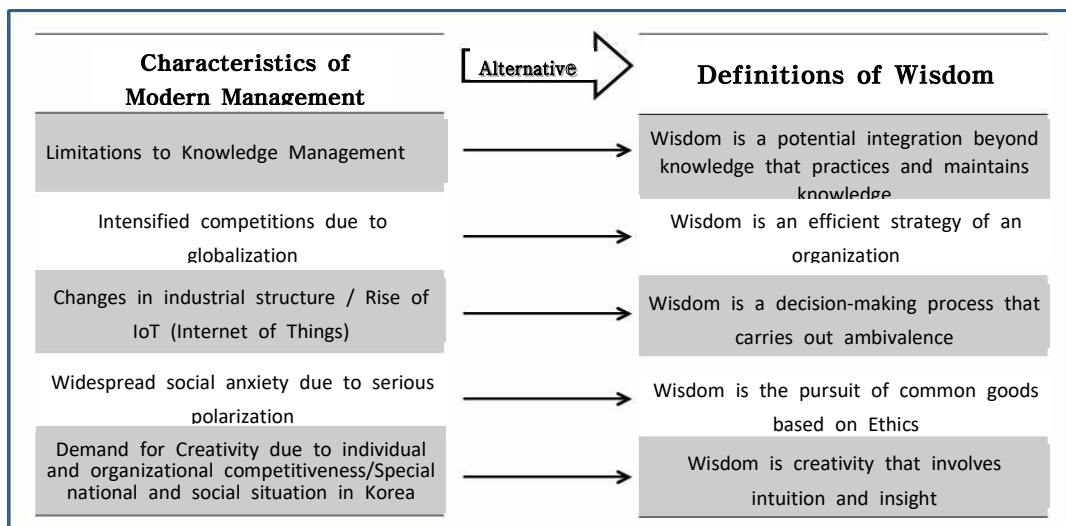 Characteristics of
Modern Management
Alternative
Definitions of Wisdom
Limitations to Knowledge Management
Wisdom is a potential integration beyond
knowledge that practices and maintains
knowledge
Intensified competitions due to
globalization
Wisdom is an efficient strategy of an
organization
Changes in industrial structure / Rise of
IoT (Internet of Things)
Wisdom is a decision-making process that
carries out ambivalence
Widespread social anxiety due to serious
polarization
Wisdom is the pursuit of common goods
based on Ethics
Demand for Creativity due to individual
and organizational competitiveness/Special
national and social situation in Korea
Wisdom is creativity that involves
intuition and insight